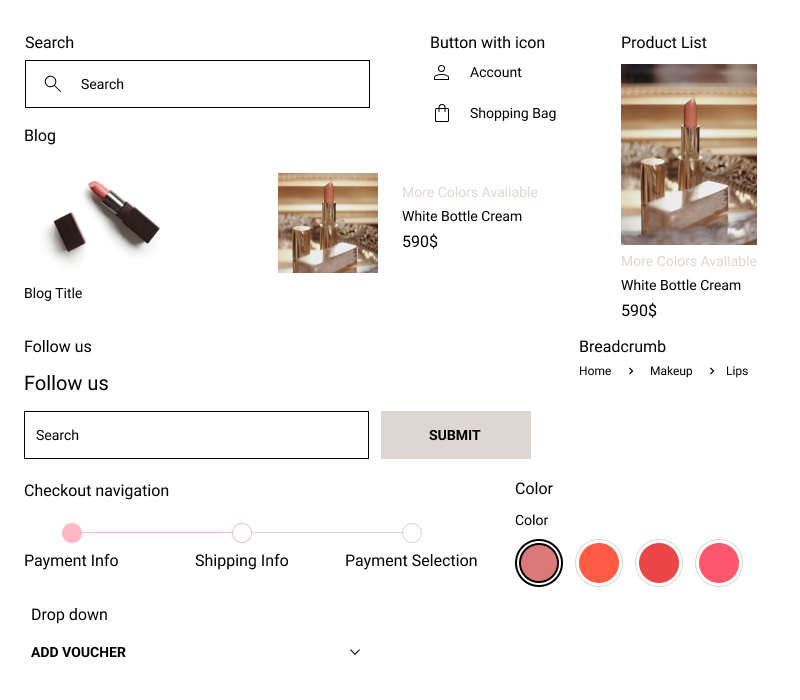 Search
Search
Button with icon
Account
Shopping Bag
Product List
More Colors Available
White Bottle Cream
590$
Blog
Blog Title
More Colors Available
White Bottle Cream
590$
Follow us
Follow us
Search
SUBMIT
Breadcrumb
Home > Makeup > Lips
Checkout navigation
Payment Info
Shipping Info
Payment Selection
Color
Color
Drop down
ADD VOUCHER